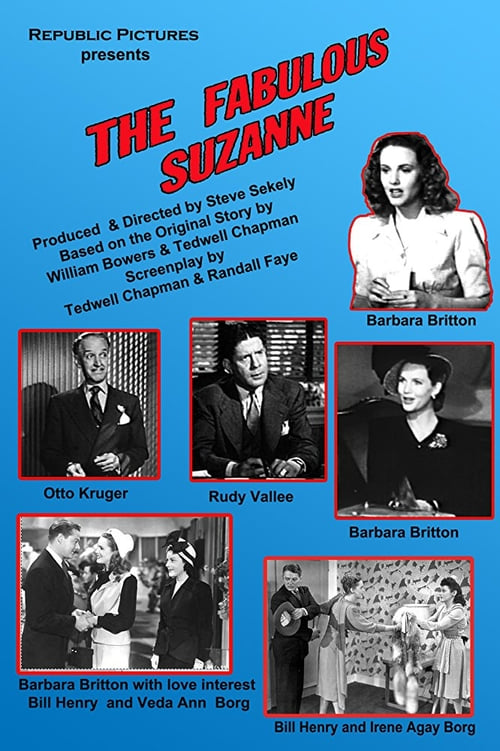 REPUBLIC PICTURES
presents
THE FABULOUS
SUZANNE
Produced & Directed by Steve Sekely
Based on the Original Story by
William Bowers & Tedwell Chapman
Screenplay by
Tedwell Chapman & Randall Faye
Barbara Britton
Otto Kruger
Rudy Vallee
Barbara Britton
Barbara Britton with love interest
Bill Henry and Veda Ann Borg
Bill Henry and Irene Agay Borg